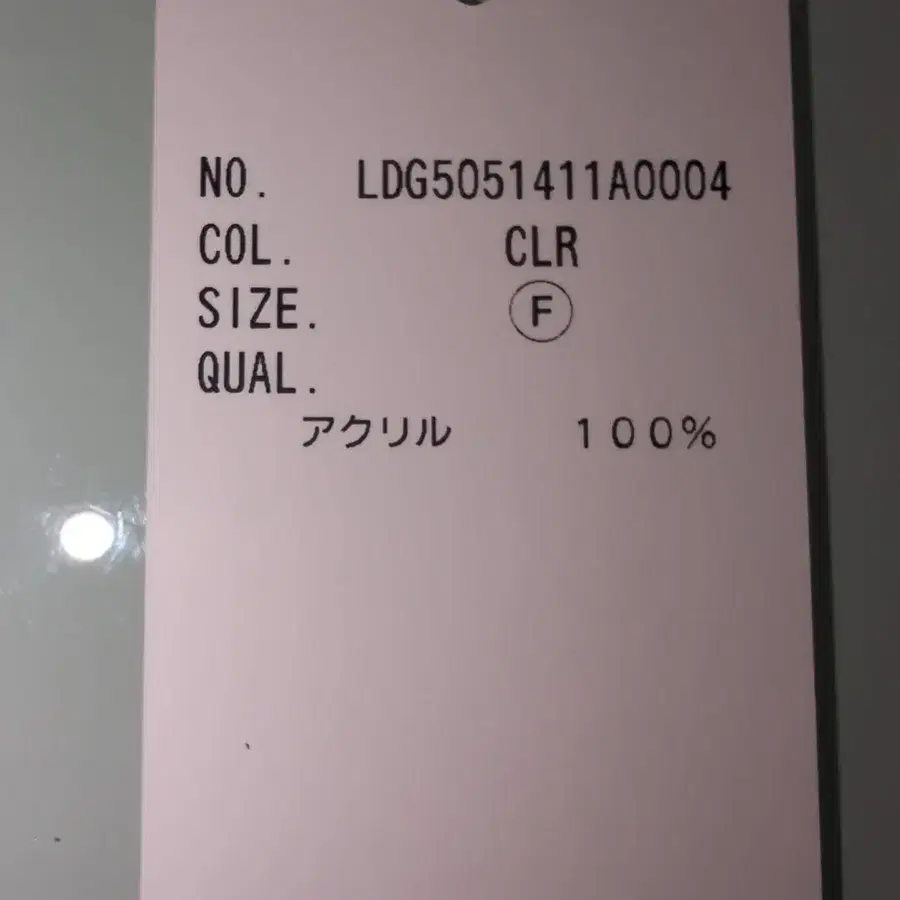 NO. LDG5051411A0004
COL. CLR
SIZE. Ⓕ
QUAL.
アクリル 100%